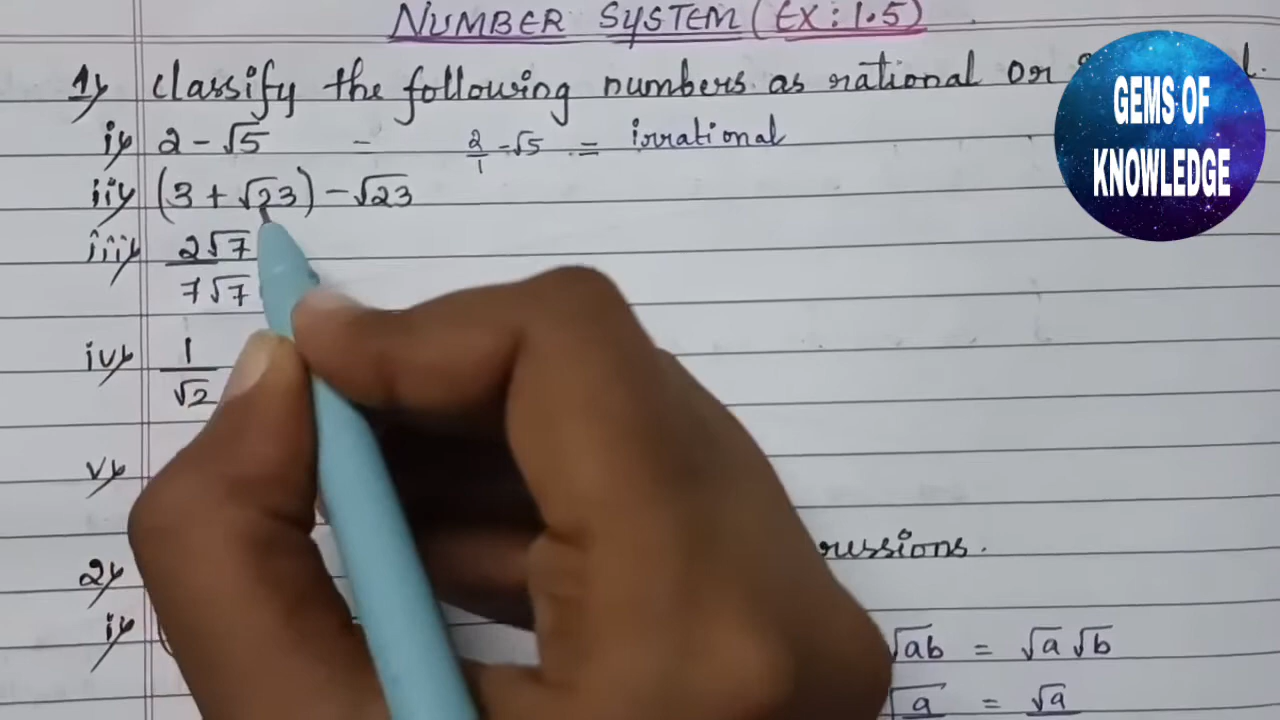 NUMBER SYSTEM (EX: 1.5)
1) Classify the following numbers as rational or
GEMS OF
KNOWLEDGE
i) 2 - √5 - 2/1 - √5 = irrational
ii) (3 + √23) - √23
iii) 2√7
7√7
iv) 1
√2
v)
2) russions.
i) ( √ab = √a √b
√a = √a